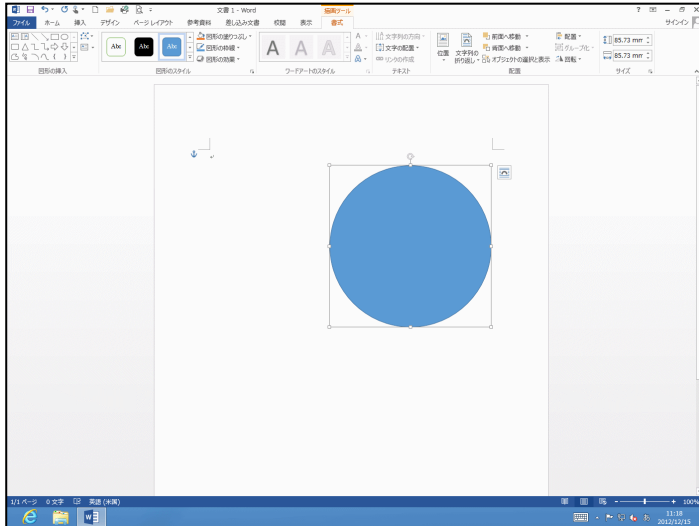 文書 1 - Word
描画ツール
ファイル ホーム 挿入 デザイン ページ レイアウト 参考資料 差し込み文書 校閲 表示 書式 サインイン
Abc Abc Abc
図形の塗りつぶし
図形の枠線
図形の効果
A A A
文字列の方向
文字の配置
リンクの作成
位置 文字列の折り返し
前面へ移動
背面へ移動
オブジェクトの選択と表示
配置
グループ化
回転
85.73 mm
85.73 mm
図形の挿入 図形のスタイル ワードアートのスタイル テキスト 配置 サイズ
1/1 ページ 0 文字 英語 (米国) 100%
あ 11:18
2012/12/15